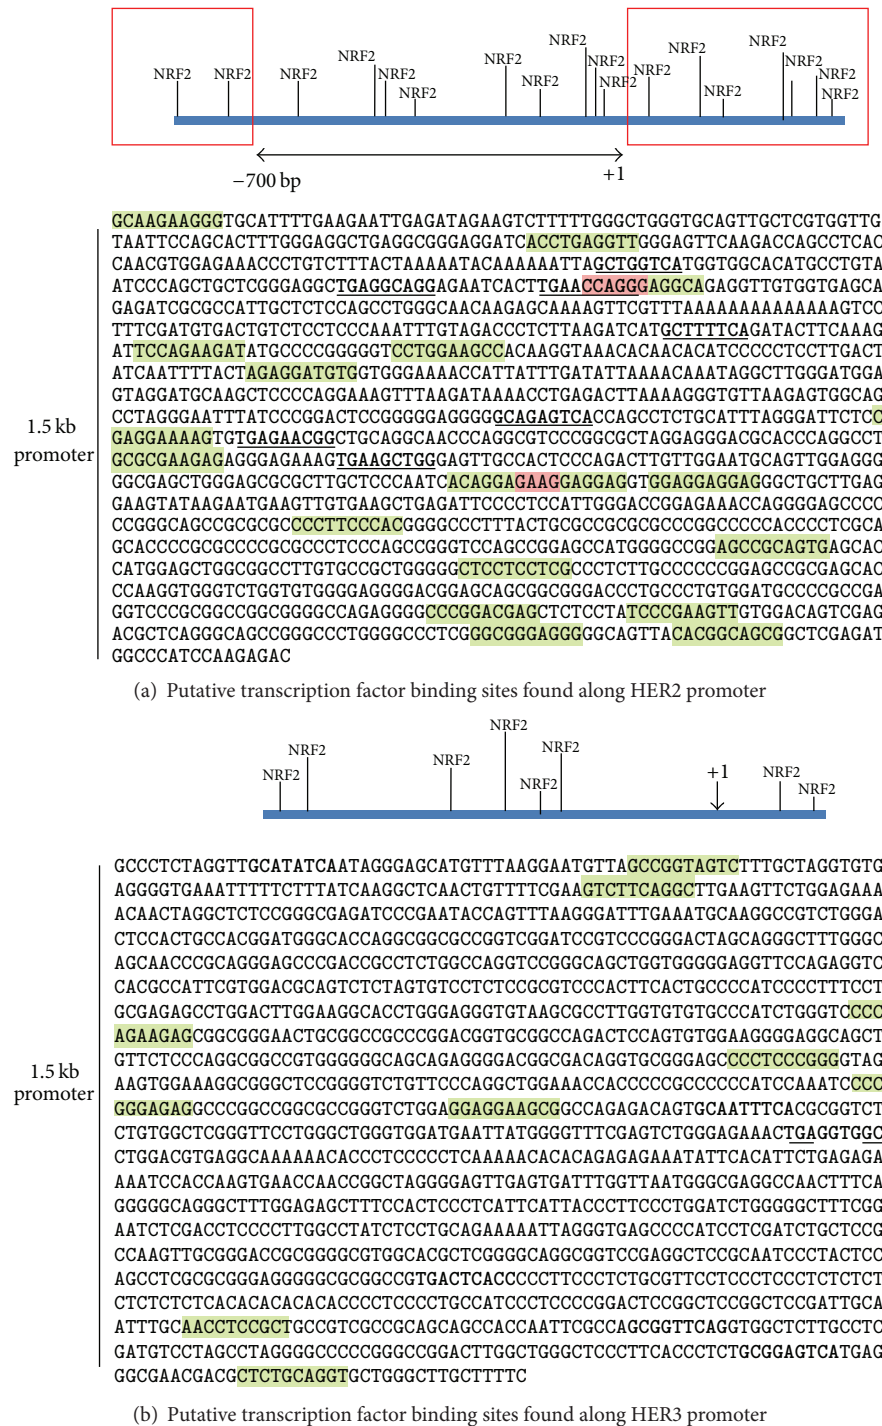 NRF2 NRF2 NRF2 NRF2 NRF2 NRF2 NRF2 NRF2 NRF2 NRF2 NRF2 NRF2 NRF2 NRF2 NRF2 NRF2 NRF2
−700 bp +1
GCAAGAAGGGTGCATTTTGAAGAATTGAGATAGAAGTCTTTTTGGGCTGGGTGCAGTTGCTCGTGGTTG
TAATTCCAGCACTTTGGGAGGCTGAGGCGGGAGGATCACCTGAGGTTGGGAGTTCAAGACCAGCCTCAC
CAACGTGGAGAAACCCTGTCTTTACTAAAAATACAAAAAATTAGCTGGTCATGGTGGCACATGCCTGTA
ATCCCAGCTGCTCGGGAGGCTGAGGCAGGAGAATCACTTGAACCAGGGAGGCAGAGGTTGTGGTGAGCA
GAGATCGCGCCATTGCTCTCCAGCCTGGGCAACAAGAGCAAAAGTTCGTTTAAAAAAAAAAAAAAAGTCC
TTTCGATGTGACTGTCTCCTCCCAAATTTGTAGACCCTCTTAAGATCATGCTTTTCAGATACTTCAAAG
ATTCCAGAAGATATGCCCCGGGGGTCCTGGAAGCCACAAGGTAAACACAACACATCCCCCTCCTTGACT
ATCAATTTTACTAGAGGATGTGGTGGGAAAACCATTATTTGATATTAAAACAAATAGGCTTGGGATGGA
GTAGGATGCAAGCTCCCCAGGAAAGTTTAAGATAAAACCTGAGACTTAAAAGGGTGTTAAGAGTGGCAG
CCTAGGGAATTTATCCCGGACTCCGGGGGAGGGGGCAGAGTCACCAGCCTCTGCATTTAGGGATTCTCC
GAGGAAAAGTGTGAGAACGGCTGCAGGCAACCCAGGCGTCCCGGCGCTAGGAGGGACGCACCCAGGCCT
GCGCGAAGAGAGGGAGAAAGTGAAGCTGGGAGTTGCCACTCCCAGACTTGTTGGAATGCAGTTGGAGGG
GGCGAGCTGGGAGCGCGCTTGCTCCCAATCACAGGAGAAGGAGGAGGTGGAGGAGGAGGGCTGCTTGAG
GAAGTATAAGAATGAAGTTGTGAAGCTGAGATTCCCCTCCATTGGGACCGGAGAAACCAGGGGAGCCCC
CCGGGCAGCCGCGCGCCCCTTCCCACGGGGCCCTTTACTGCGCCGCGCGCCCGGCCCCCACCCCTCGCA
GCACCCCGCGCCCCGCGCCCTCCCAGCCGGGTCCAGCCGGAGCCATGGGGCCGGAGCCGCAGTGAGCAC
CATGGAGCTGGCGGCCTTGTGCCGCTGGGGGCTCCTCCTCGCCCTCTTGCCCCCCGGAGCCGCGAGCAC
CCAAGGTGGGTCTGGTGTGGGGAGGGGACGGAGCAGCGGCGGGACCCTGCCCTGTGGATGCCCCGCCGA
GGTCCCGCGGCCGGCGGGGCCAGAGGGGCCCGGACGAGCTCTCCTATCCCGAAGTTGTGGACAGTCGAG
ACGCTCAGGGCAGCCGGGCCCTGGGGCCCTCGGGCGGGAGGGGGCAGTTACACGGCAGCGGCTCGAGAT
GGCCCATCCAAGAGAC
1.5 kb
promoter
(a) Putative transcription factor binding sites found along HER2 promoter
NRF2 NRF2 NRF2 NRF2 NRF2 NRF2 +1 NRF2 NRF2
GCCCTCTAGGTTGCATATCAATAGGGAGCATGTTTAAGGAATGTTAGCCGGTAGTCTTTGCTAGGTGTG
AGGGGTGAAATTTTTCTTTATCAAGGCTCAACTGTTTTCGAAGTCTTCAGGCTTGAAGTTCTGGAGAAA
ACAACTAGGCTCTCCGGGCGAGATCCCGAATACCAGTTTAAGGGATTTGAAATGCAAGGCCGTCTGGGA
CTCCACTGCCACGGATGGGCACCAGGCGGCGCCGGTCGGATCCGTCCCGGGACTAGCAGGGCTTTGGGC
AGCAACCCGCAGGGAGCCCGACCGCCTCTGGCCAGGTCCGGGCAGCTGGTGGGGGAGGTTCCAGAGGTC
CACGCCATTCGTGGACGCAGTCTCTAGTGTCCTCTCCGCGTCCCACTTCACTGCCCCATCCCCTTTCCT
GCGAGAGCCTGGACTTGGAAGGCACCTGGGAGGGTGTAAGCGCCTTGGTGTGTGCCCATCTGGGTCCCC
AGAAGAGCGGCGGGAACTGCGGCCGCCCGGACGGTGCGGCCAGACTCCAGTGTGGAAGGGGAGGCAGCT
GTTCTCCCAGGCGGCCGTGGGGGGCAGCAGAGGGGACGGCGACAGGTGCGGGAGCCCCTCCCGGGGTAG
AAGTGGAAAGGCGGGCTCCGGGGTCTGTTCCCAGGCTGGAAACCACCCCCGCCCCCCATCCAAATCCCC
GGGAGAGGCCCGGCCGGCGCCGGGTCTGGAGGAGGAAGCGGCCAGAGACAGTGCAATTTCACGCGGTCT
CTGTGGCTCGGGTTCCTGGGCTGGGTGGATGAATTATGGGGTTTCGAGTCTGGGAGAAACTGAGGTGGC
CTGGACGTGAGGCAAAAAACACCCTCCCCCTCAAAAACACACAGAGAGAAATATTCACATTCTGAGAGA
AAATCCACCAAGTGAACCAACCGGCTAGGGGAGTTGAGTGATTTGGTTAATGGGCGAGGCCAACTTTCA
GGGGGCAGGGCTTTGGAGAGCTTTCCACTCCCTCATTCATTACCCTTCCCTGGATCTGGGGGCTTTCGG
AATCTCGACCTCCCCTTGGCCTATCTCCTGCAGAAAAATTAGGGTGAGCCCCATCCTCGATCTGCTCCG
CCAAGTTGCGGGACCGCGGGGCGTGGCACGCTCGGGGCAGGCGGTCCGAGGCTCCGCAATCCCTACTCC
AGCCTCGCGCGGGAGGGGGCGCGGCCGTGACTCACCCCCTTCCCTCTGCGTTCCTCCCTCCCTCTCTCT
CTCTCTCTCACACACACACACCCCTCCCCTGCCATCCCTCCCCGGACTCCGGCTCCGGCTCCGATTGCA
ATTTGCAACCTCCGCTGCCGTCGCCGCAGCAGCCACCAATTCGCCAGCGGTTCAGGTGGCTCTTGCCTC
GATGTCCTAGCCTAGGGGCCCCCGGGCCGGACTTGGCTGGGCTCCCTTCACCCTCTGCGGAGTCATGAG
GGCGAACGACGCTCTGCAGGTGCTGGGCTTGCTTTTC
1.5 kb
promoter
(b) Putative transcription factor binding sites found along HER3 promoter